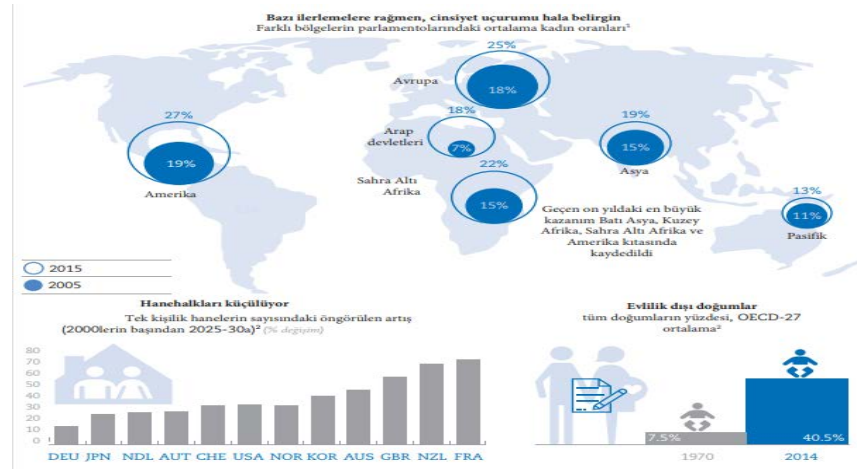 Bazı ilerlemelere rağmen, cinsiyet uçurumu hala belirgin
Farklı bölgelerin parlamentolarındaki ortalama kadın oranları¹
25%
Avrupa
18%
27%
19%
Amerika
18%
Arap
devletleri
7%
19%
15%
Asya
22%
Sahra Altı
Afrika
15%
13%
11%
Pasifik
Geçen on yıldaki en büyük
kazanım Batı Asya, Kuzey
Afrika, Sahra Altı Afrika ve
Amerika kıtasında
kaydedildi
2015
2005
Hanehalkları küçülüyor
Tek kişilik hanelerin sayısındaki öngörülen artış
(2000lerin başından 2025-30a)² (% değişim)
80
70
60
50
40
30
20
10
0
DEU JPN NDL AUT CHE USA NOR KOR AUS GBR NZL FRA
Evlilik dışı doğumlar
tüm doğumların yüzdesi, OECD-27
ortalama²
7.5%
40.5%
1970
2014